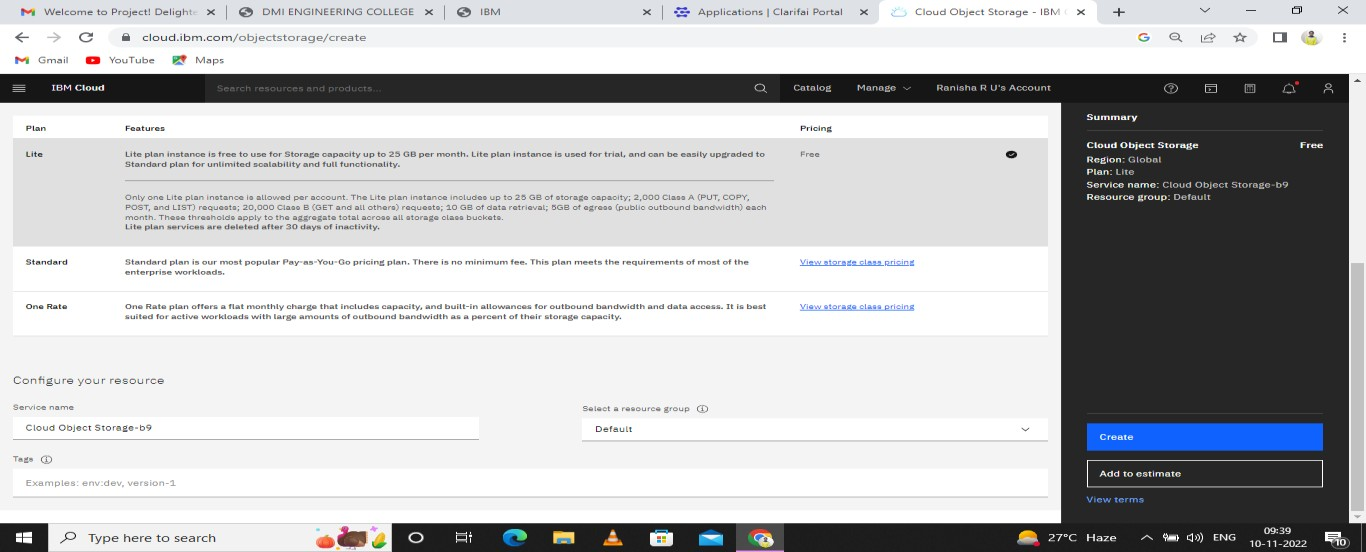 Welcome to Project! Delighte
DMI ENGINEERING COLLEGE
IBM
Applications | Clarifai Portal
Cloud Object Storage - IBM C
cloud.ibm.com/objectstorage/create
Gmail
YouTube
Maps
IBM Cloud
Search resources and products...
Catalog
Manage
Ranisha R U's Account
Plan
Features
Pricing
Lite
Lite plan instance is free to use for Storage capacity up to 25 GB per month. Lite plan instance is used for trial, and can be easily upgraded to
Standard plan for unlimited scalability and full functionality.
Free
Only one Lite plan instance is allowed per account. The Lite plan instance includes up to 25 GB of storage capacity; 2,000 Class A (PUT, COPY,
POST, and LIST) requests; 20,000 Class B (GET and all others) requests; 10 GB of data retrieval; 5GB of egress (public outbound bandwidth) each
month. These thresholds apply to the aggregate total across all storage class buckets.
Lite plan services are deleted after 30 days of inactivity.
Standard
Standard plan is our most popular Pay-as-You-Go pricing plan. There is no minimum fee. This plan meets the requirements of most of the
enterprise workloads.
View storage class pricing
One Rate
One Rate plan offers a flat monthly charge that includes capacity, and built-in allowances for outbound bandwidth and data access. It is best
suited for active workloads with large amounts of outbound bandwidth as a percent of their storage capacity.
View storage class pricing
Configure your resource
Service name
Cloud Object Storage-b9
Select a resource group
Default
Tags
Examples: env:dev, version-1
Summary
Cloud Object Storage
Free
Region: Global
Plan: Lite
Service name: Cloud Object Storage-b9
Resource group: Default
Create
Add to estimate
View terms
Type here to search
27°C Haze
ENG
09:39
10-11-2022
10